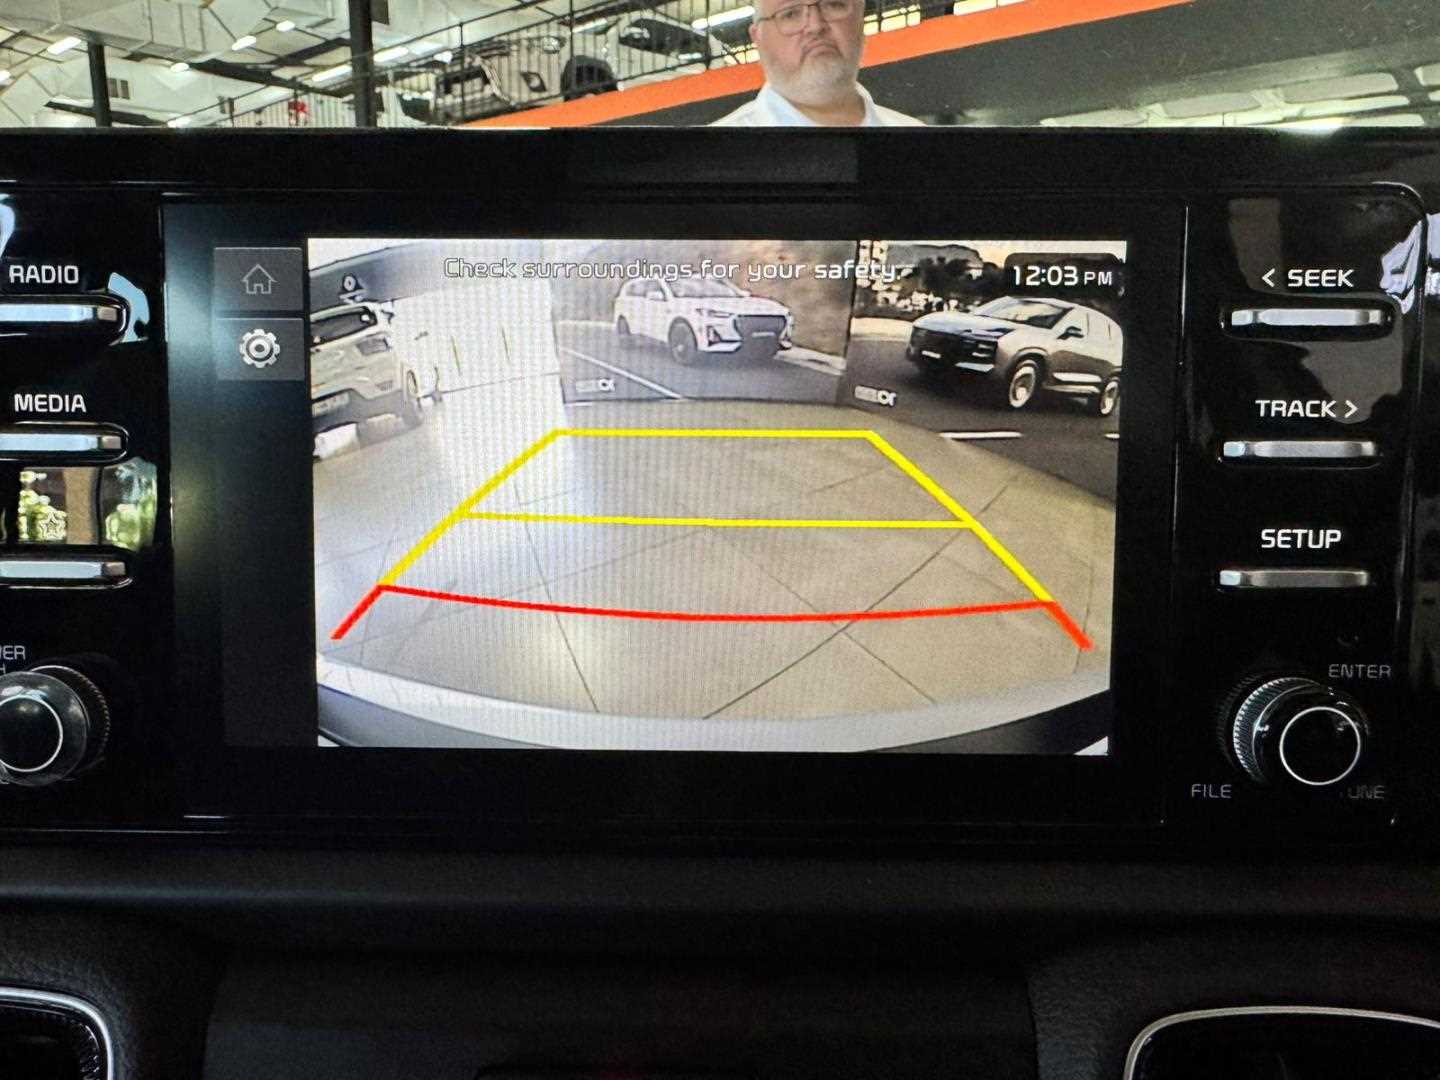 RADIO
MEDIA
Check surroundings for your safety.
12:03 PM
< SEEK
TRACK >
SETUP
ENTER
FILE